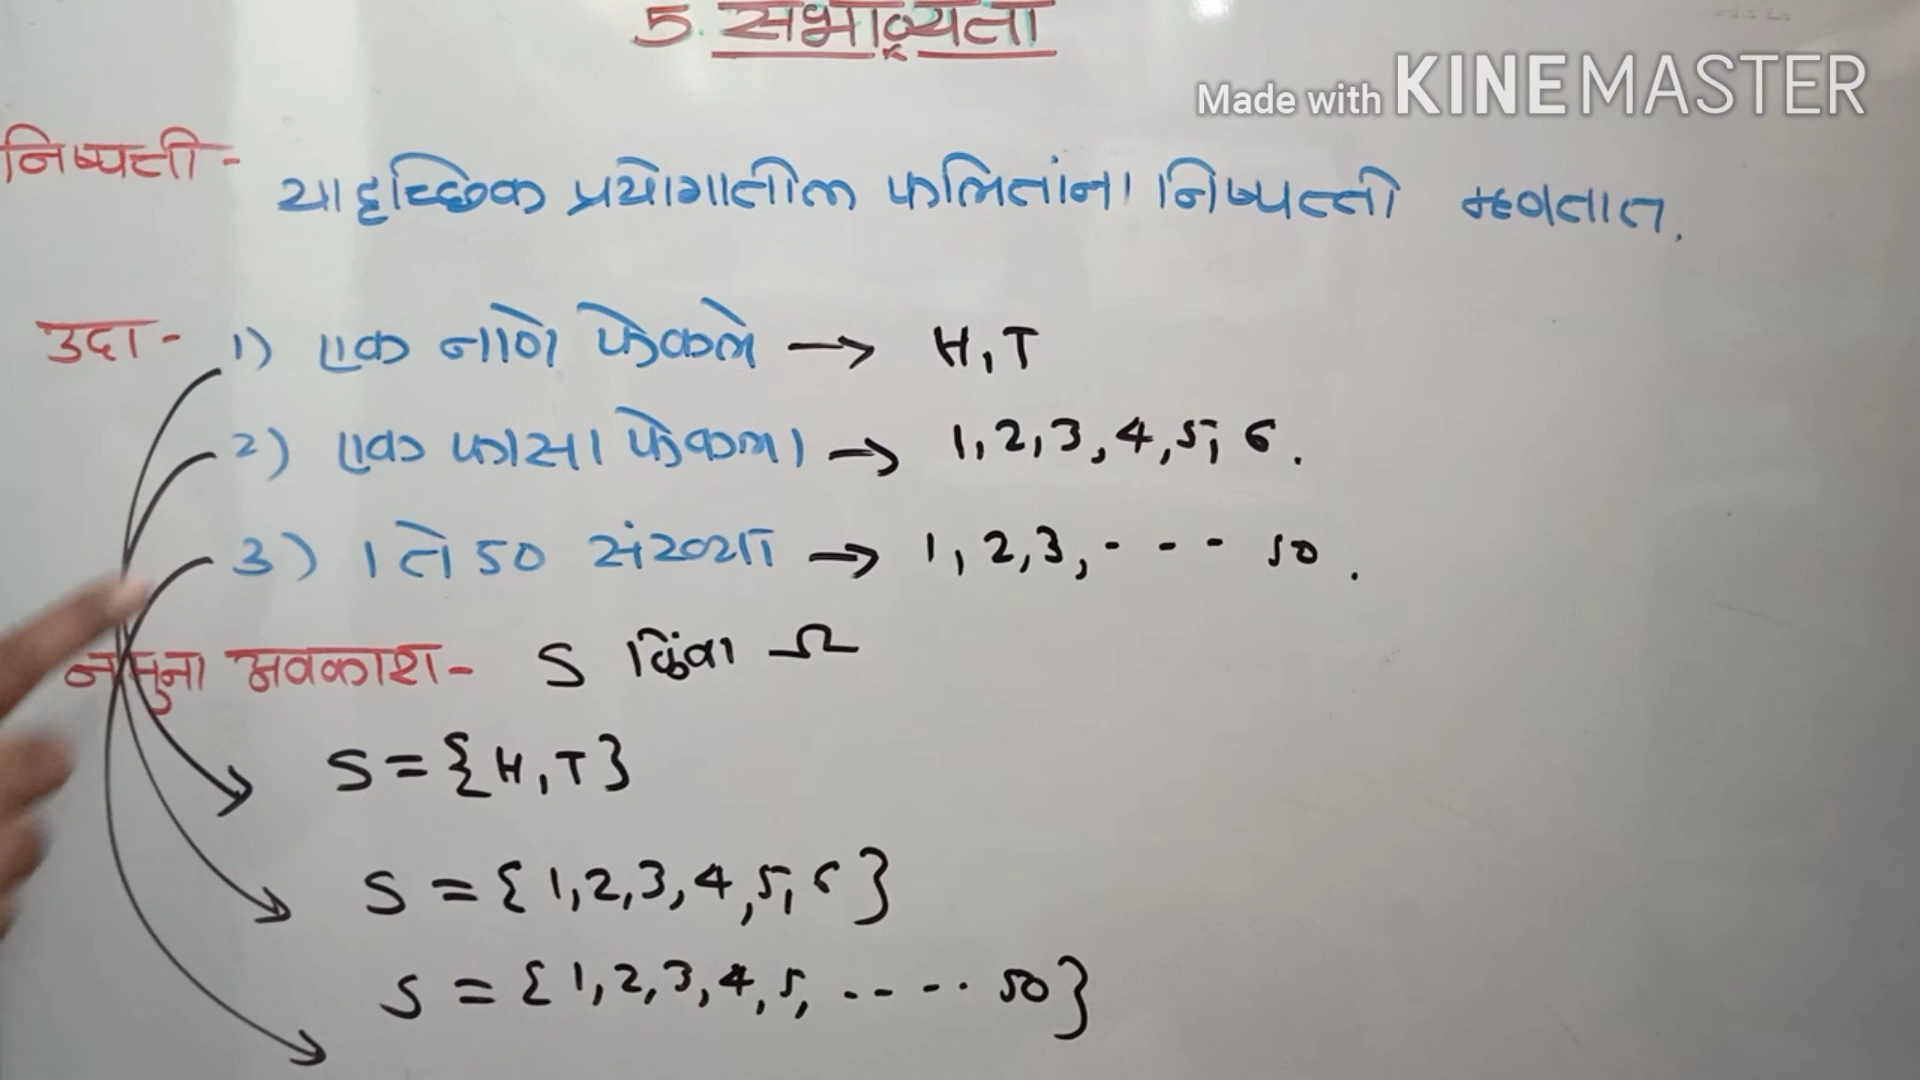 5. संभाव्यता
Made with KINEMASTER
निष्पत्ती -
यादृच्छिक प्रयोगातील फलितांना निष्पत्ती म्हणतात.
उदा - 1) एक नाणे फेकले → H, T
2) एक फासा फेकला → 1, 2, 3, 4, 5, 6.
3) 1 ते 50 संख्या → 1, 2, 3, - - - 50.
नमुना अवकाश - S किंवा Ω
S = {H, T}
S = {1, 2, 3, 4, 5, 6}
S = {1, 2, 3, 4, 5, ----. 50}